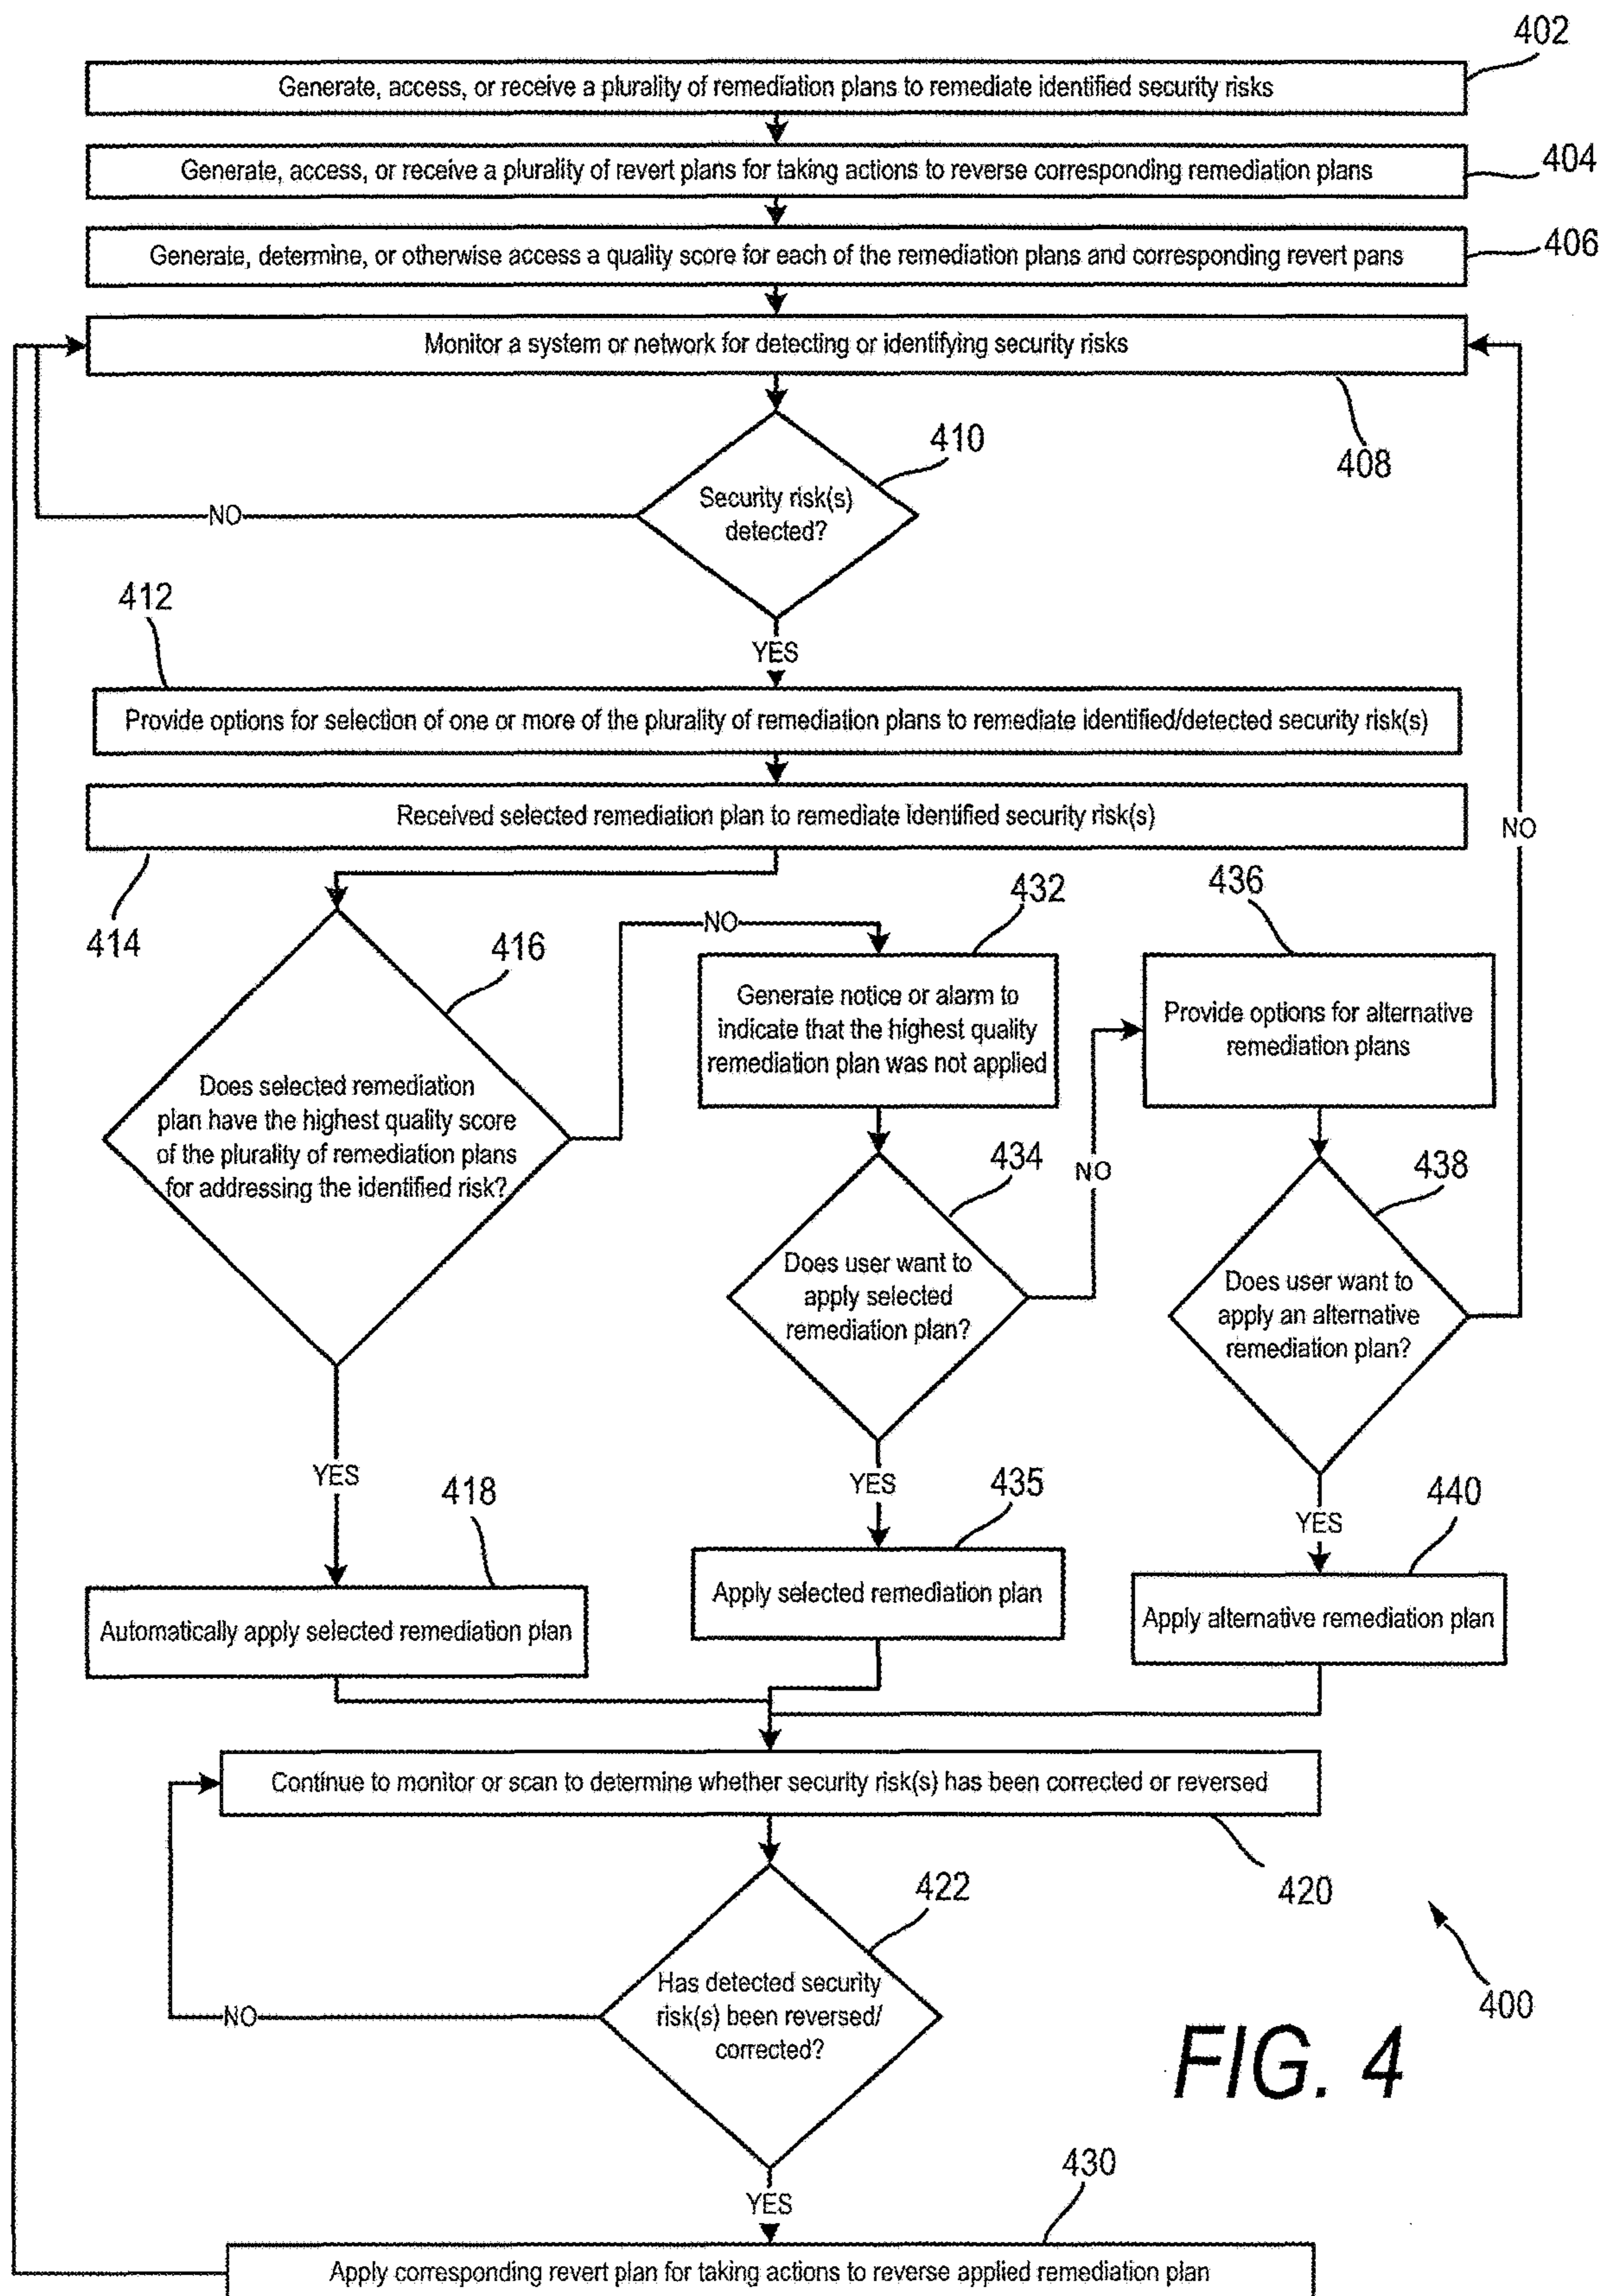 402
Generate, access, or receive a plurality of remediation plans to remediate identified security risks
404
Generate, access, or receive a plurality of revert plans for taking actions to reverse corresponding remediation plans
406
Generate, determine, or otherwise access a quality score for each of the remediation plans and corresponding revert pans
Monitor a system or network for detecting or identifying security risks
408
410
Security risk(s)
detected?
NO
YES
412
Provide options for selection of one or more of the plurality of remediation plans to remediate identified/detected security risk(s)
Received selected remediation plan to remediate identified security risk(s)
414
NO
416
Does selected remediation
plan have the highest quality score
of the plurality of remediation plans
for addressing the identified risk?
NO
432
Generate notice or alarm to
indicate that the highest quality
remediation plan was not applied
436
Provide options for alternative
remediation plans
434
NO
Does user want to
apply selected
remediation plan?
438
Does user want to
apply an alternative
remediation plan?
YES
YES
YES
418
Automatically apply selected remediation plan
435
Apply selected remediation plan
440
Apply alternative remediation plan
Continue to monitor or scan to determine whether security risk(s) has been corrected or reversed
420
422
Has detected security
risk(s) been reversed/
corrected?
NO
400
FIG. 4
YES
430
Apply corresponding revert plan for taking actions to reverse applied remediation plan